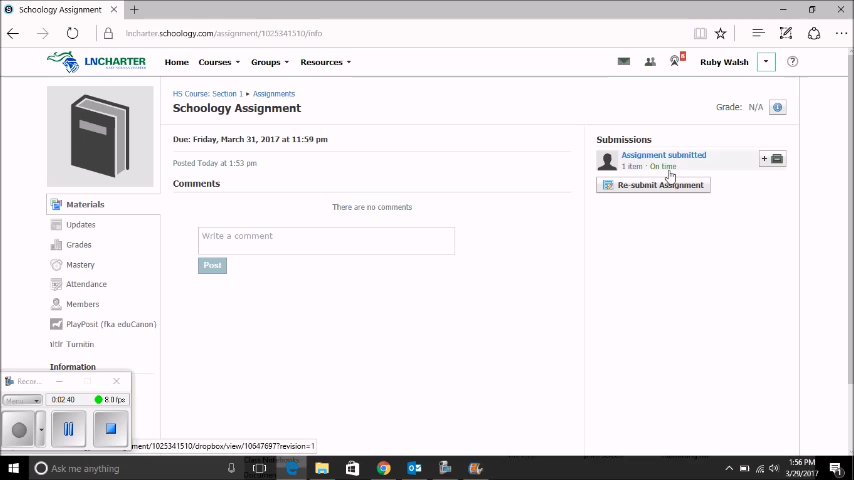 Schoology Assignment
lncharter.schoology.com/assignment/1025341510/info
LNCHARTER
Home
Courses
Groups
Resources
6
Ruby Walsh
HS Course: Section 1 ▸ Assignments
Schoology Assignment
Grade: N/A
Due: Friday, March 31, 2017 at 11:59 pm
Posted Today at 1:53 pm
Comments
There are no comments
Write a comment
Post
Submissions
Assignment submitted
1 item · On time
Re-submit Assignment
Materials
Updates
Grades
Mastery
Attendance
Members
PlayPosit (fka eduCanon)
Turnitin
Information
Recor...
Menu
0:02:40
8.0 fps
nment/1025341510/dropbox/view/10647697?revision=1
Ask me anything
1:56 PM
3/29/2017